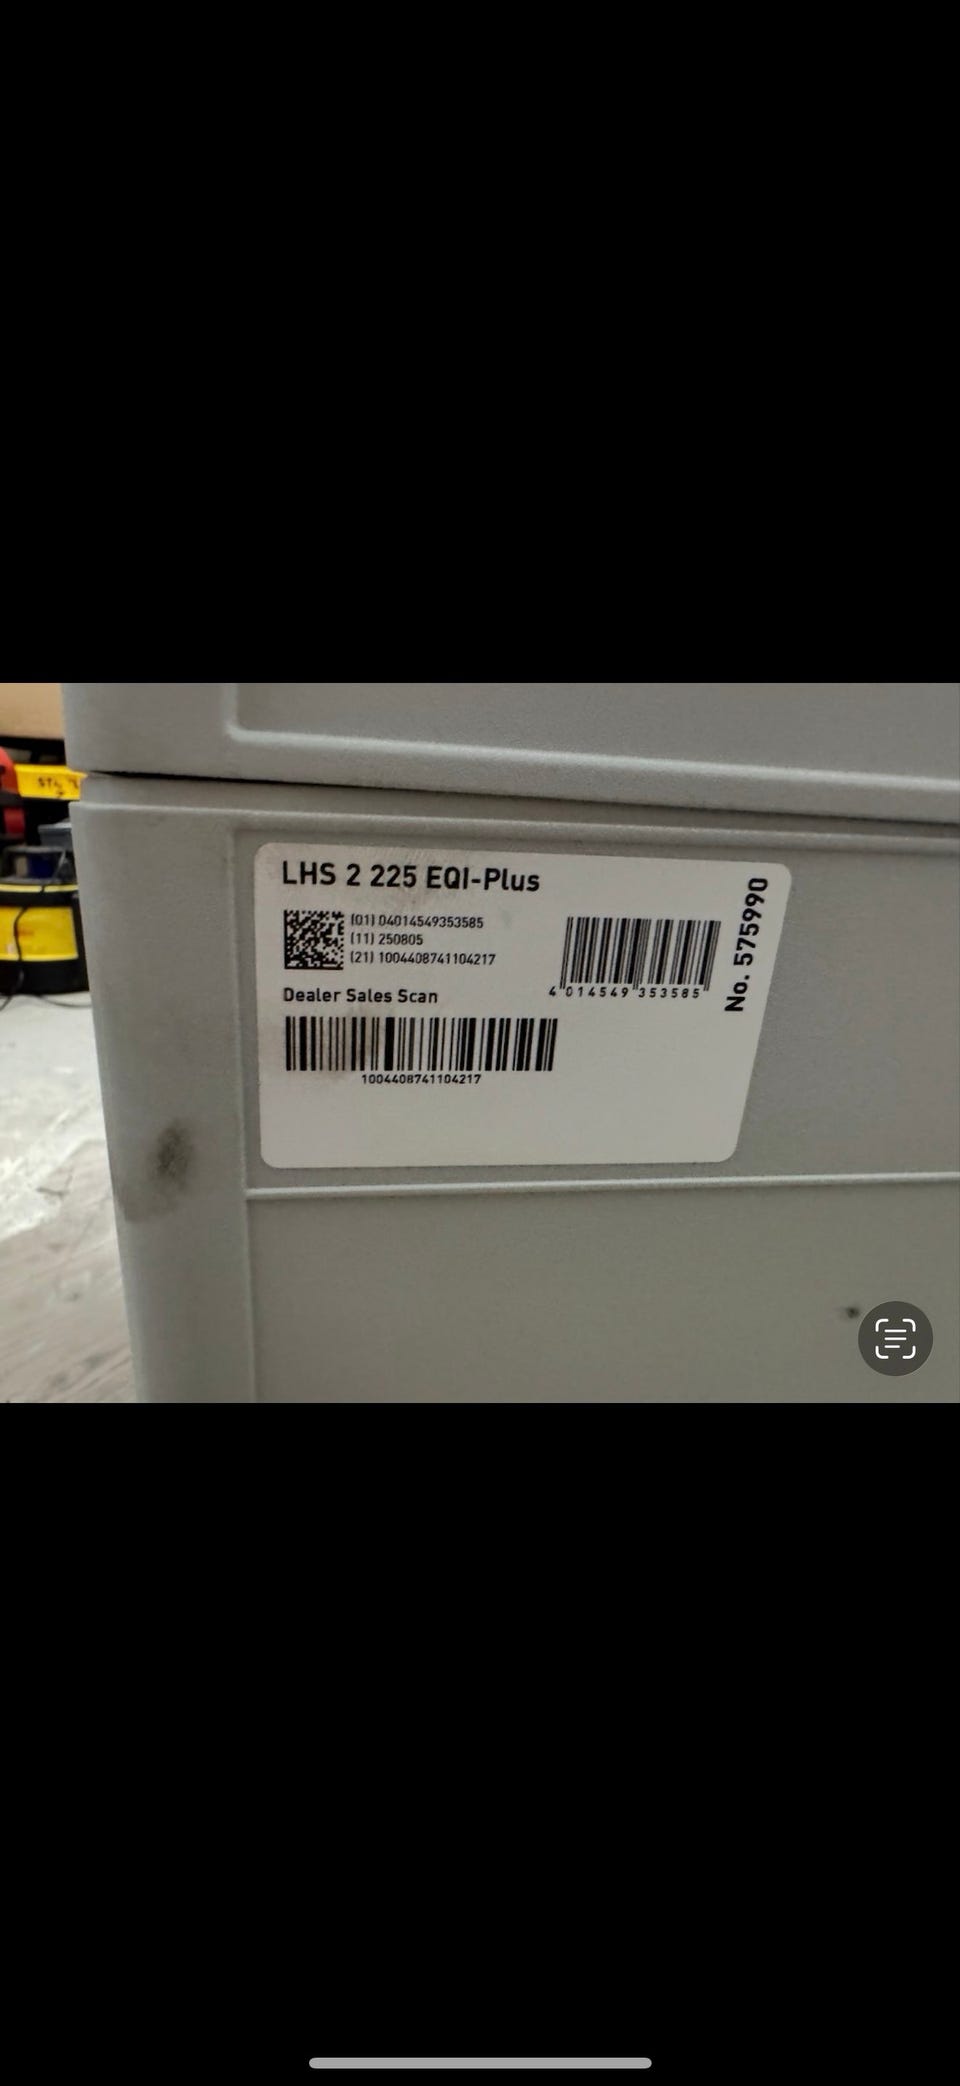 LHS 2 225 EQI-Plus
(01) 04014549353585
(11) 250805
(21) 1004408741104217
4 014549 353585
No. 575990
Dealer Sales Scan
1004408741104217